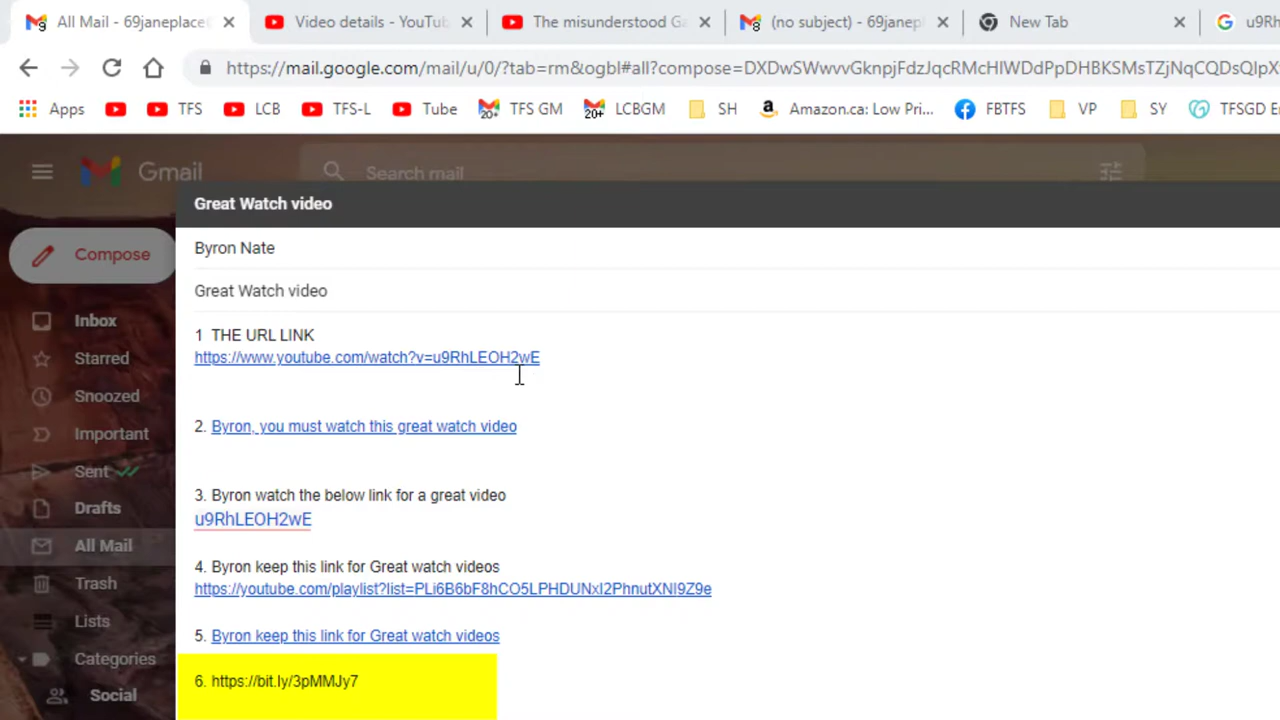 All Mail - 69janeplace
Video details - YouTu
The misunderstood Ga
(no subject) - 69janepl
New Tab
u9Rh
https://mail.google.com/mail/u/0/?tab=rm&ogbl#all?compose=DXDwSWwvvGknpjFdzJqcRMcHlWDdPpDHBKSMsTZjNqCQDsQlpX
Apps
TFS
LCB
TFS-L
Tube
TFS GM
LCBGM
SH
Amazon.ca: Low Pri...
FBTFS
VP
SY
TFSGD E
Gmail
Search mail
Great Watch video
Byron Nate
Compose
Great Watch video
Inbox
Starred
Snoozed
Important
Sent
Drafts
All Mail
Trash
Lists
Categories
Social
1 THE URL LINK
https://www.youtube.com/watch?v=u9RhLEOH2wE
2. Byron, you must watch this great watch video
3. Byron watch the below link for a great video
u9RhLEOH2wE
4. Byron keep this link for Great watch videos
https://youtube.com/playlist?list=PLi6B6bF8hCO5LPHDUNxI2PhnutXNI9Z9e
5. Byron keep this link for Great watch videos
6. https://bit.ly/3pMMJy7